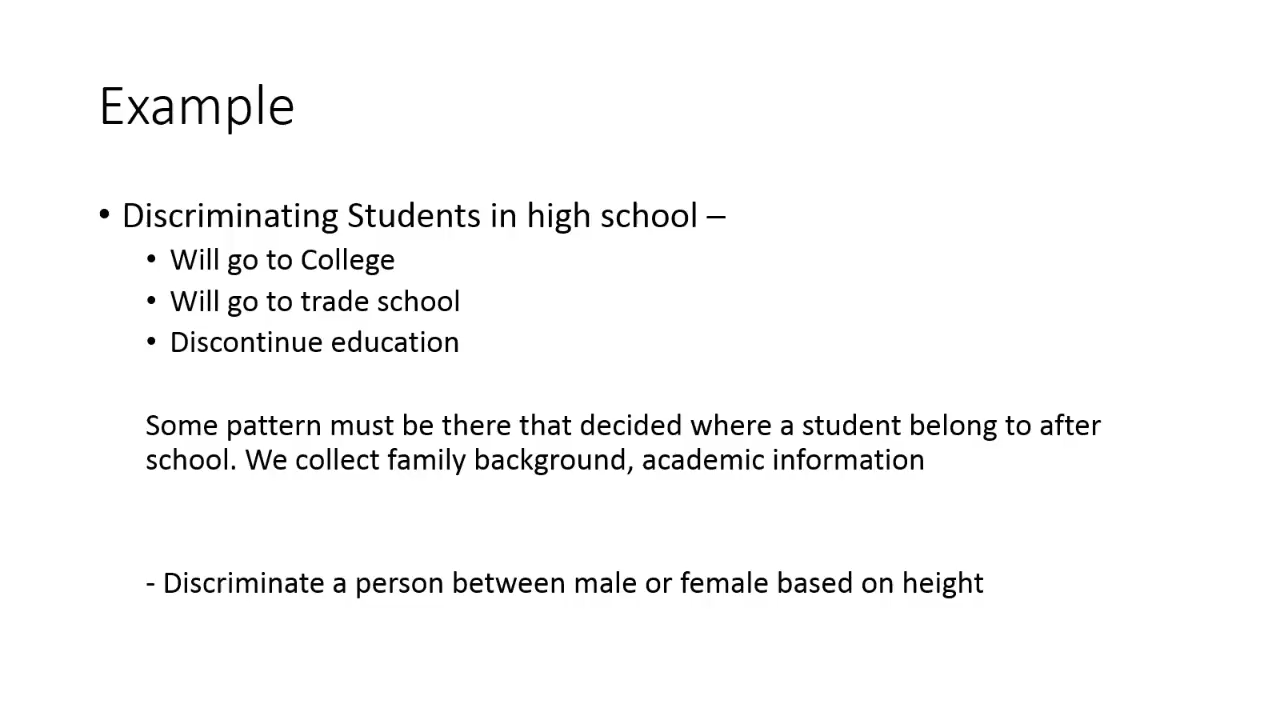 Example
• Discriminating Students in high school –
• Will go to College
• Will go to trade school
• Discontinue education
Some pattern must be there that decided where a student belong to after
school. We collect family background, academic information
- Discriminate a person between male or female based on height